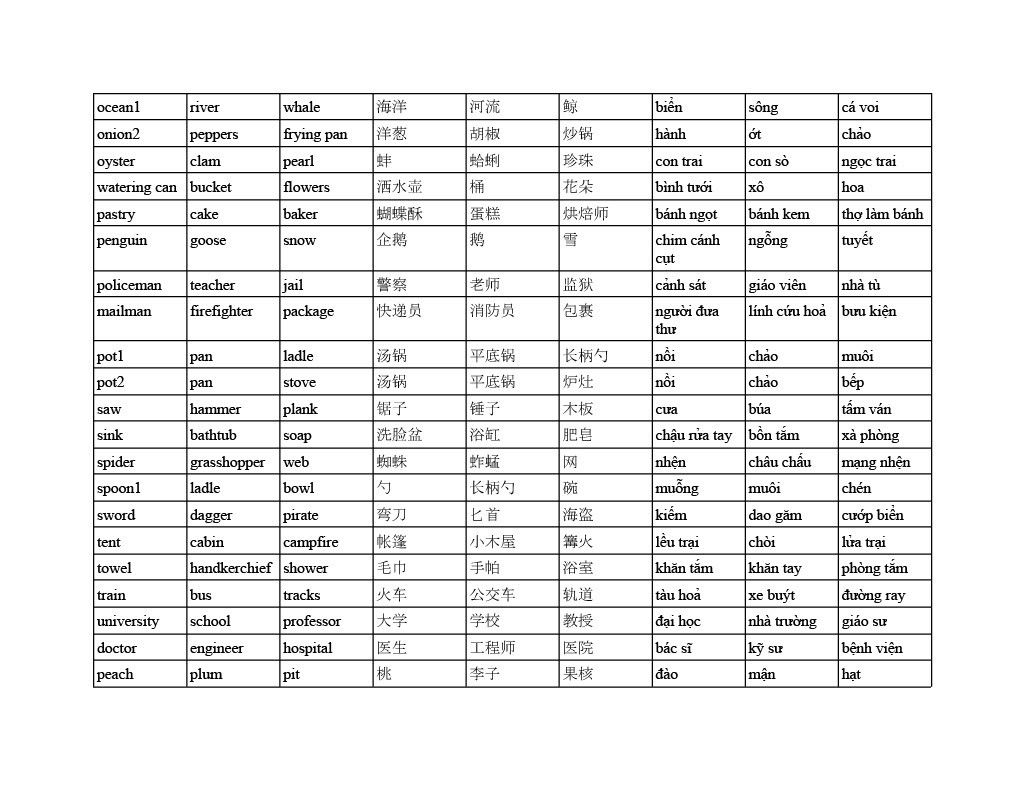 ocean1 river whale 海洋 河流 鲸 biển sông cá voi
onion2 peppers frying pan 洋葱 胡椒 炒锅 hành ớt chảo
oyster clam pearl 蚌 蛤蜊 珍珠 con trai con sò ngọc trai
watering can bucket flowers 洒水壶 桶 花朵 bình tưới xô hoa
pastry cake baker 蝴蝶酥 蛋糕 烘焙师 bánh ngọt bánh kem thợ làm bánh
penguin goose snow 企鹅 鹅 雪 chim cánh ngỗng tuyết
cụt
policeman teacher jail 警察 老师 监狱 cảnh sát giáo viên nhà tù
mailman firefighter package 快递员 消防员 包裹 người đưa lính cứu hoả bưu kiện
thư
pot1 pan ladle 汤锅 平底锅 长柄勺 nồi chảo muôi
pot2 pan stove 汤锅 平底锅 炉灶 nồi chảo bếp
saw hammer plank 锯子 锤子 木板 cưa búa tấm ván
sink bathtub soap 洗脸盆 浴缸 肥皂 chậu rửa tay bồn tắm xà phòng
spider grasshopper web 蜘蛛 蚱蜢 网 nhện châu chấu mạng nhện
spoon1 ladle bowl 勺 长柄勺 碗 muỗng muôi chén
sword dagger pirate 弯刀 匕首 海盗 kiếm dao găm cướp biển
tent cabin campfire 帐篷 小木屋 篝火 lều trại chòi lửa trại
towel handkerchief shower 毛巾 手帕 浴室 khăn tắm khăn tay phòng tắm
train bus tracks 火车 公交车 轨道 tàu hoả xe buýt đường ray
university school professor 大学 学校 教授 đại học nhà trường giáo sư
doctor engineer hospital 医生 工程师 医院 bác sĩ kỹ sư bệnh viện
peach plum pit 桃 李子 果核 đào mận hạt